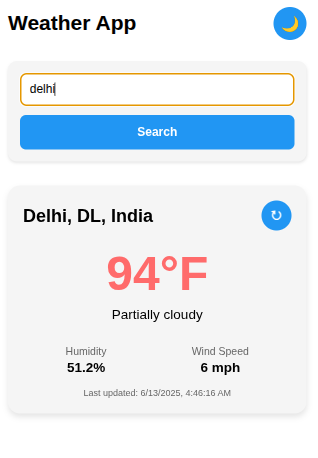 Weather App
delhi
Search
Delhi, DL, India
↻
94°F
Partially cloudy
Humidity Wind Speed
51.2% 6 mph
Last updated: 6/13/2025, 4:46:16 AM